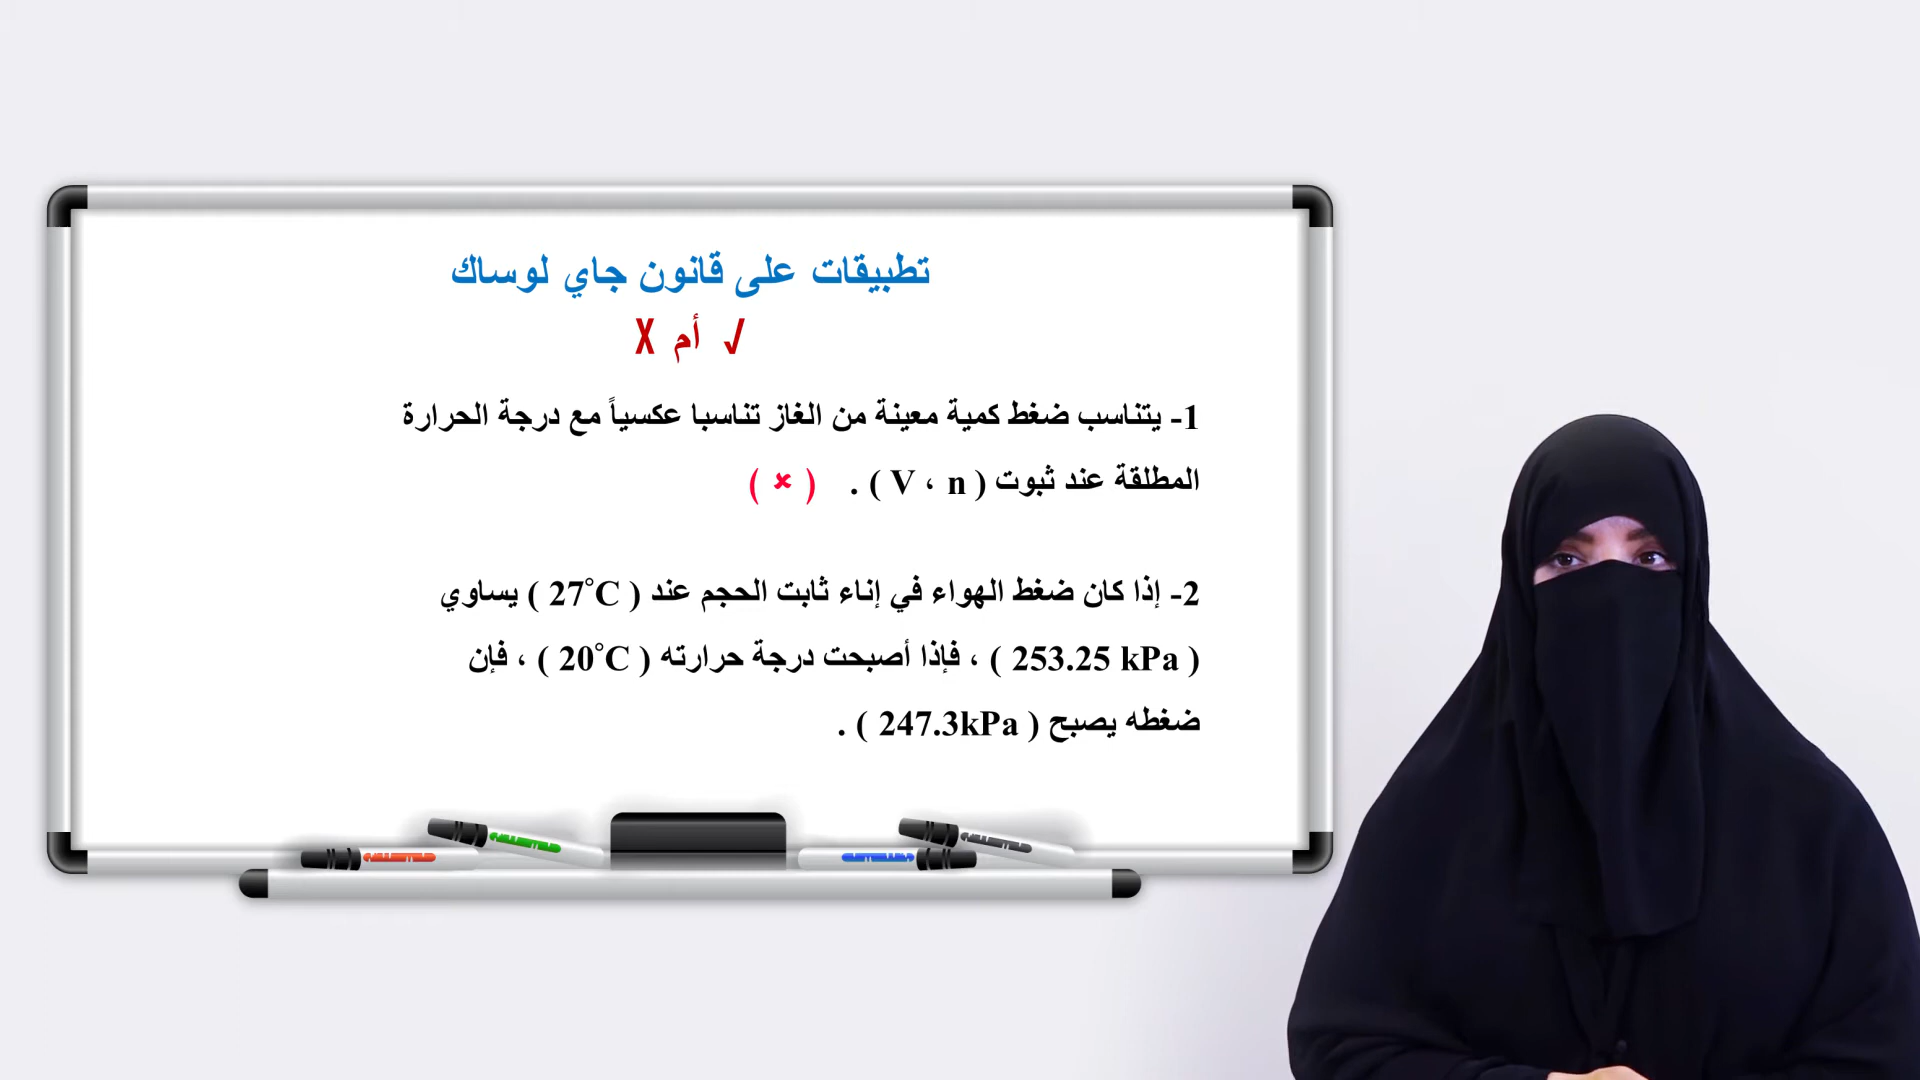 تطبيقات على قانون جاي لوساك
√ أم X
1- يتناسب ضغط كمية معينة من الغاز تناسبا عكسياً مع درجة الحرارة
المطلقة عند ثبوت ( V ، n ) . ( × )
2- إذا كان ضغط الهواء في إناء ثابت الحجم عند ( 27°C ) يساوي
( 253.25 kPa ) ، فإذا أصبحت درجة حرارته ( 20°C ) ، فإن
ضغطه يصبح ( 247.3kPa ) .